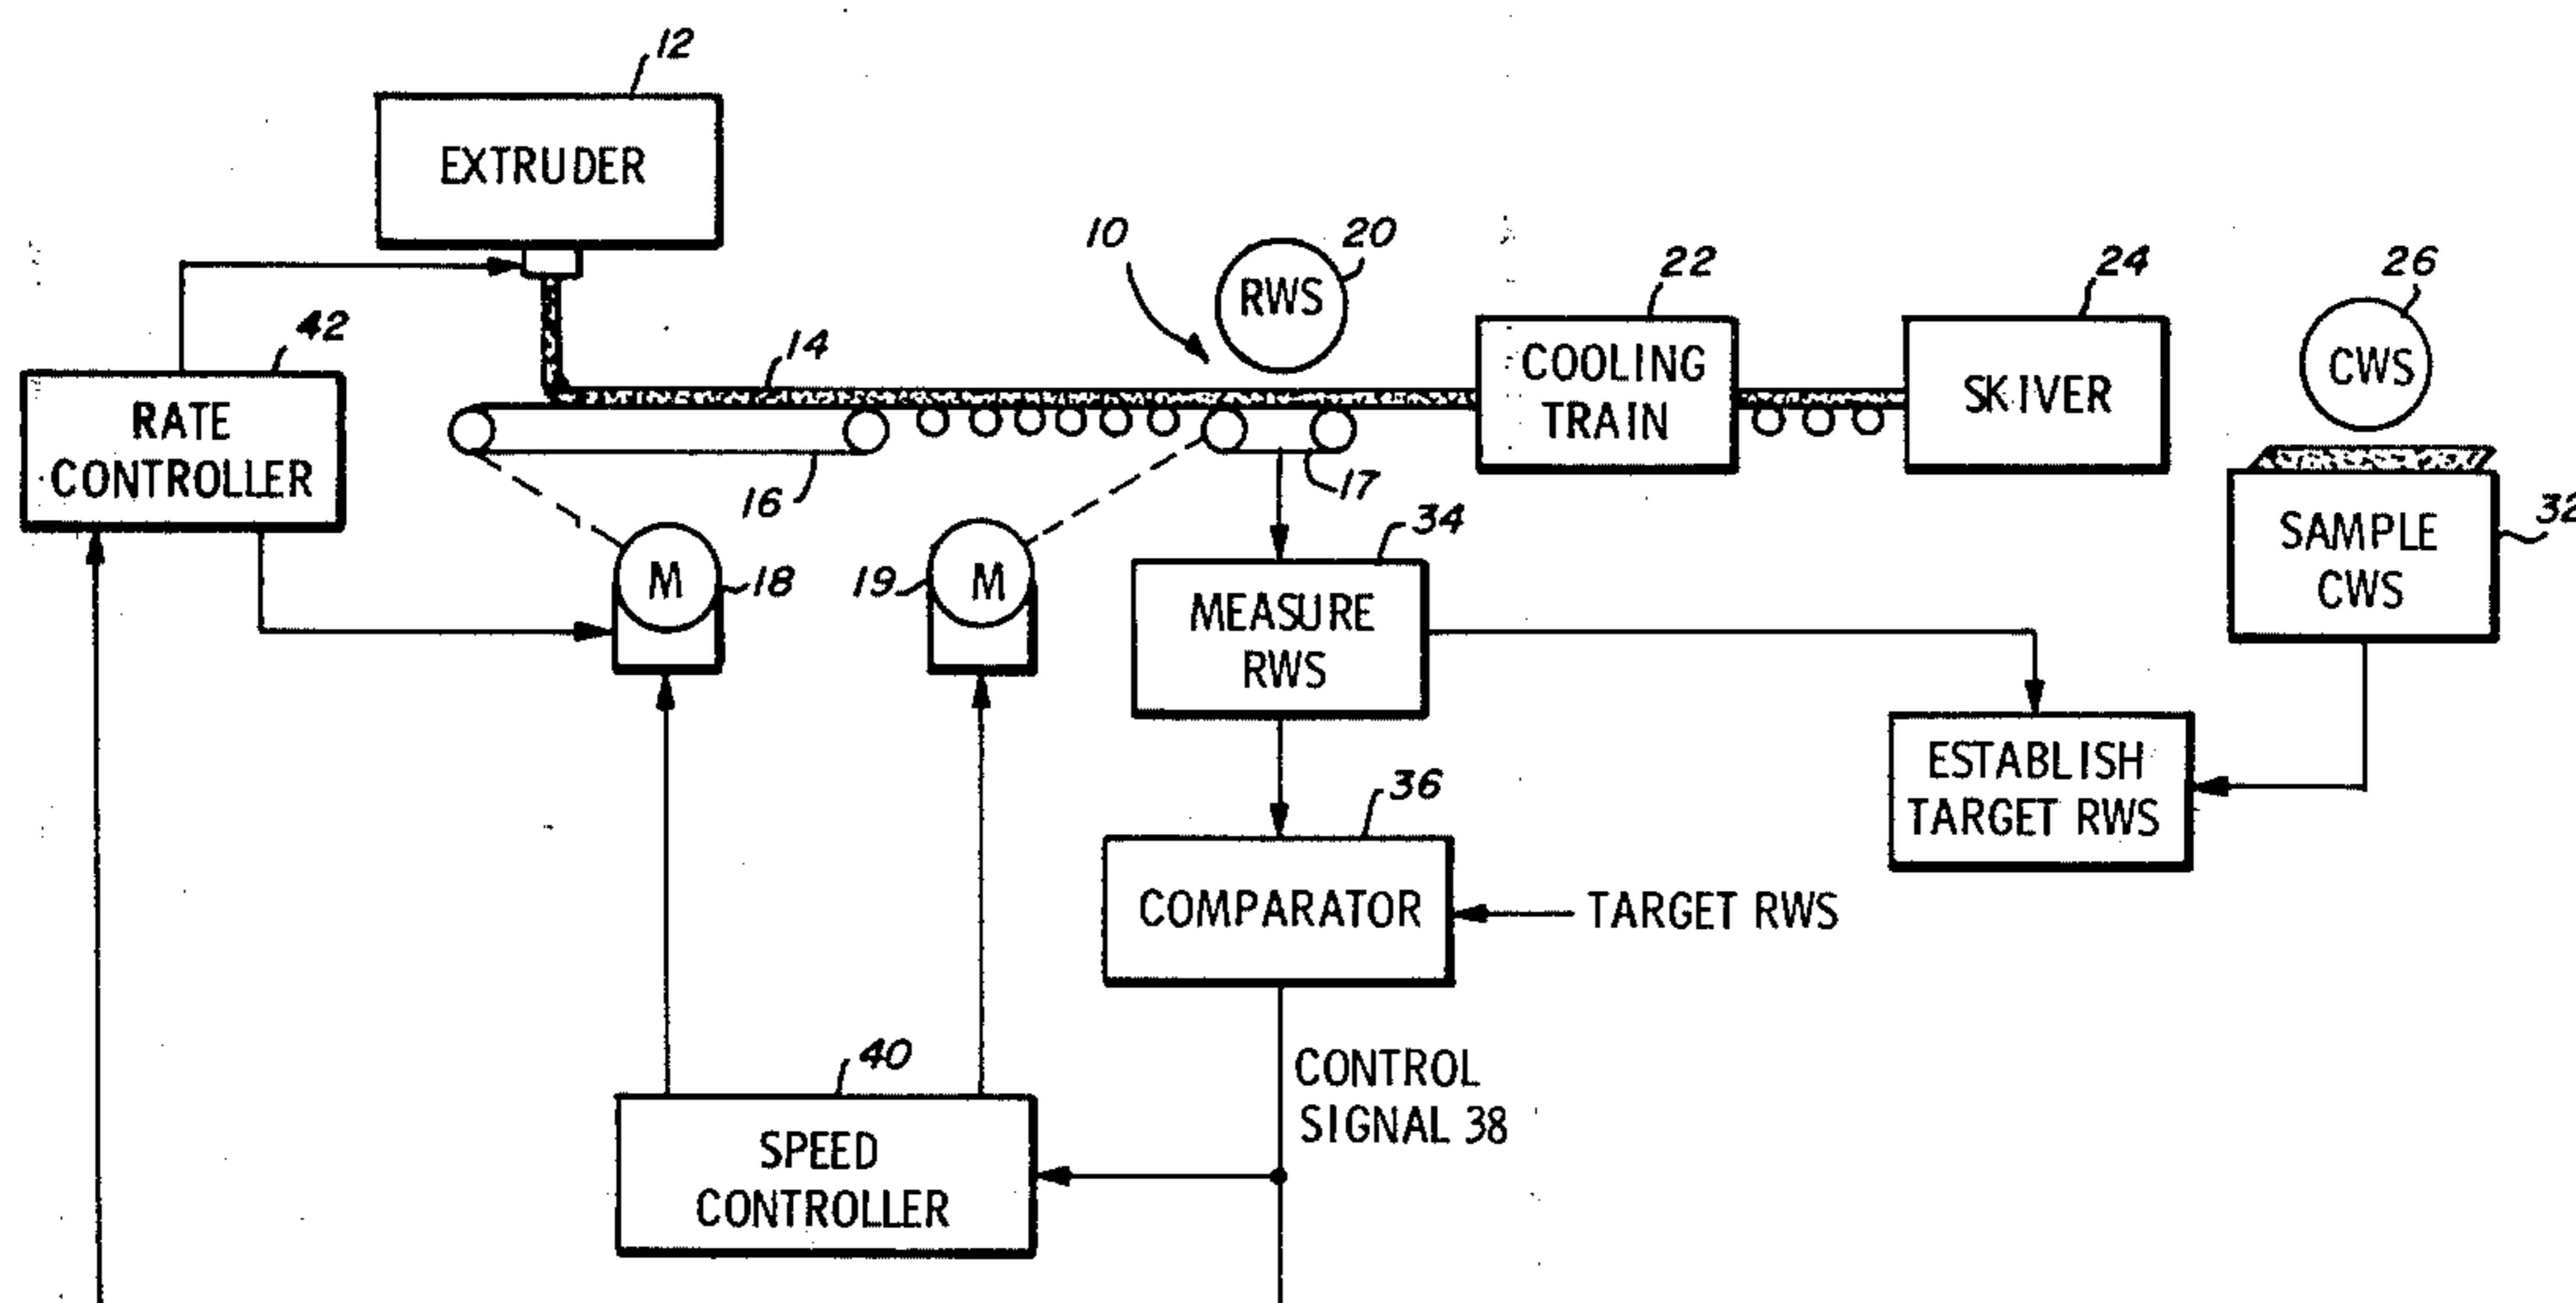 12
EXTRUDER
10
RWS
20
22
24
26
42
14
COOLING
TRAIN
SKIVER
CWS
RATE
CONTROLLER
16
17
34
32
SAMPLE
CWS
M
18
19
M
MEASURE
RWS
ESTABLISH
TARGET RWS
36
COMPARATOR
TARGET RWS
40
CONTROL
SIGNAL 38
SPEED
CONTROLLER